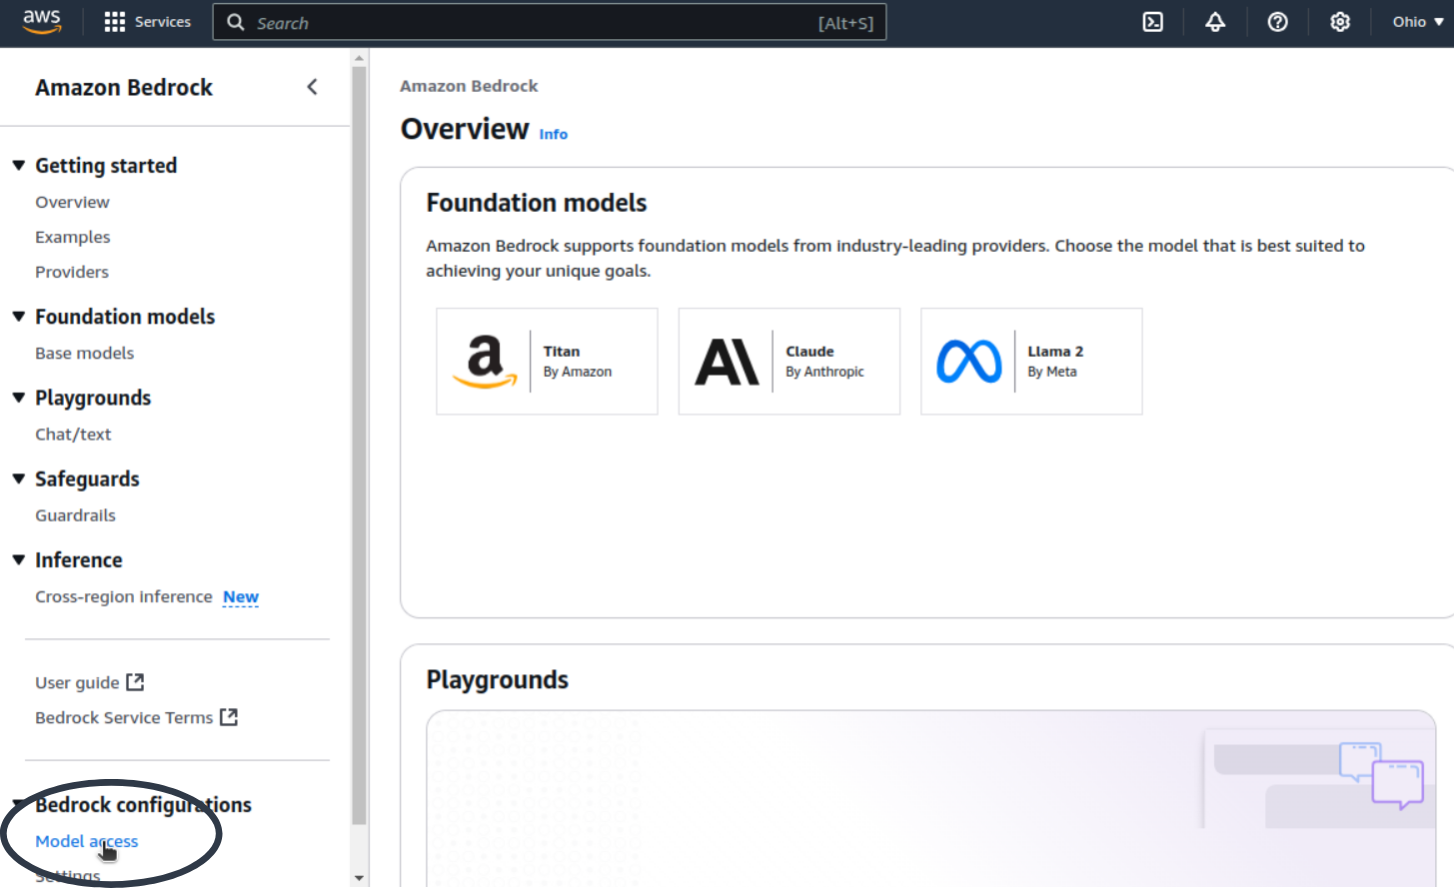 aws
Services
Search
[Alt+S]
Ohio
Amazon Bedrock
Getting started
Overview
Examples
Providers
Foundation models
Base models
Playgrounds
Chat/text
Safeguards
Guardrails
Inference
Cross-region inference New
User guide
Bedrock Service Terms
Bedrock configurations
Model access
Settings
Amazon Bedrock
Overview Info
Foundation models
Amazon Bedrock supports foundation models from industry-leading providers. Choose the model that is best suited to
achieving your unique goals.
Titan
By Amazon
Claude
By Anthropic
Llama 2
By Meta
Playgrounds